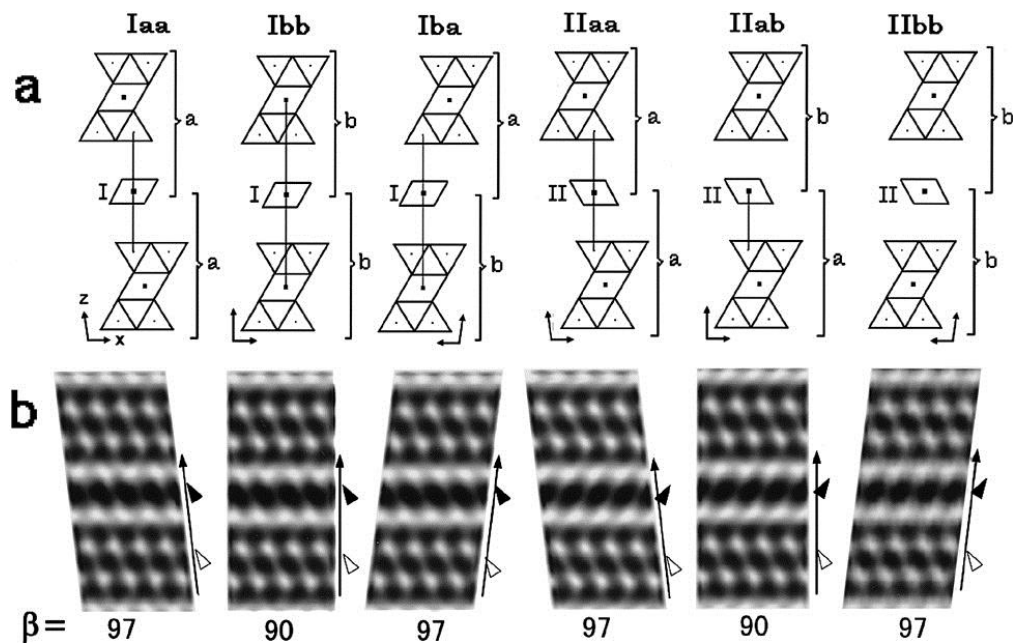 Iaa Ibb Iba IIaa IIab IIbb
a
a b a a b b
I I I II II II
a b b a a b
z
x
b
β= 97 90 97 97 90 97